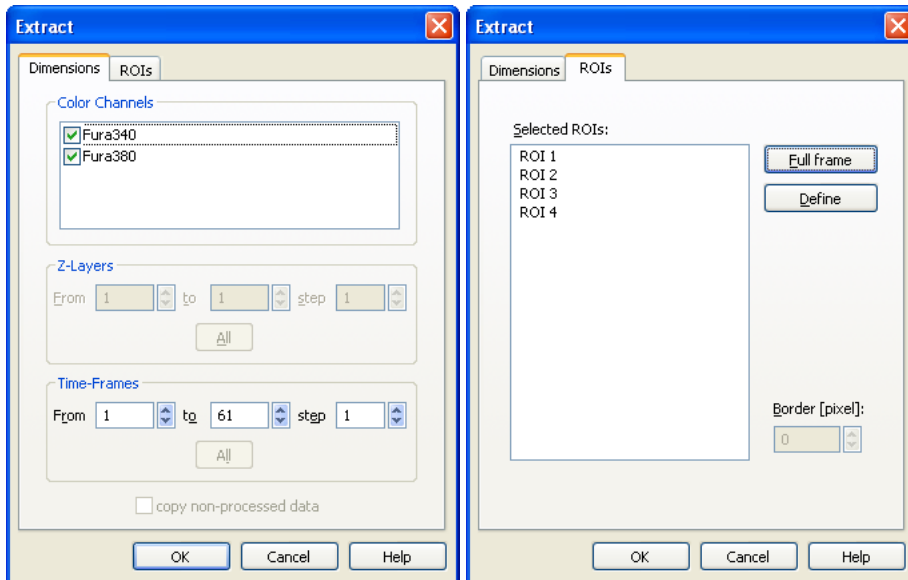 Extract
Dimensions ROIs
Color Channels
Fura340
Fura380
Z-Layers
From 1 to 1 step 1
All
Time-Frames
From 1 to 61 step 1
All
copy non-processed data
OK Cancel Help
Extract
Dimensions ROIs
Selected ROIs:
ROI 1
ROI 2
ROI 3
ROI 4
Full frame
Define
Border [pixel]:
0
OK Cancel Help